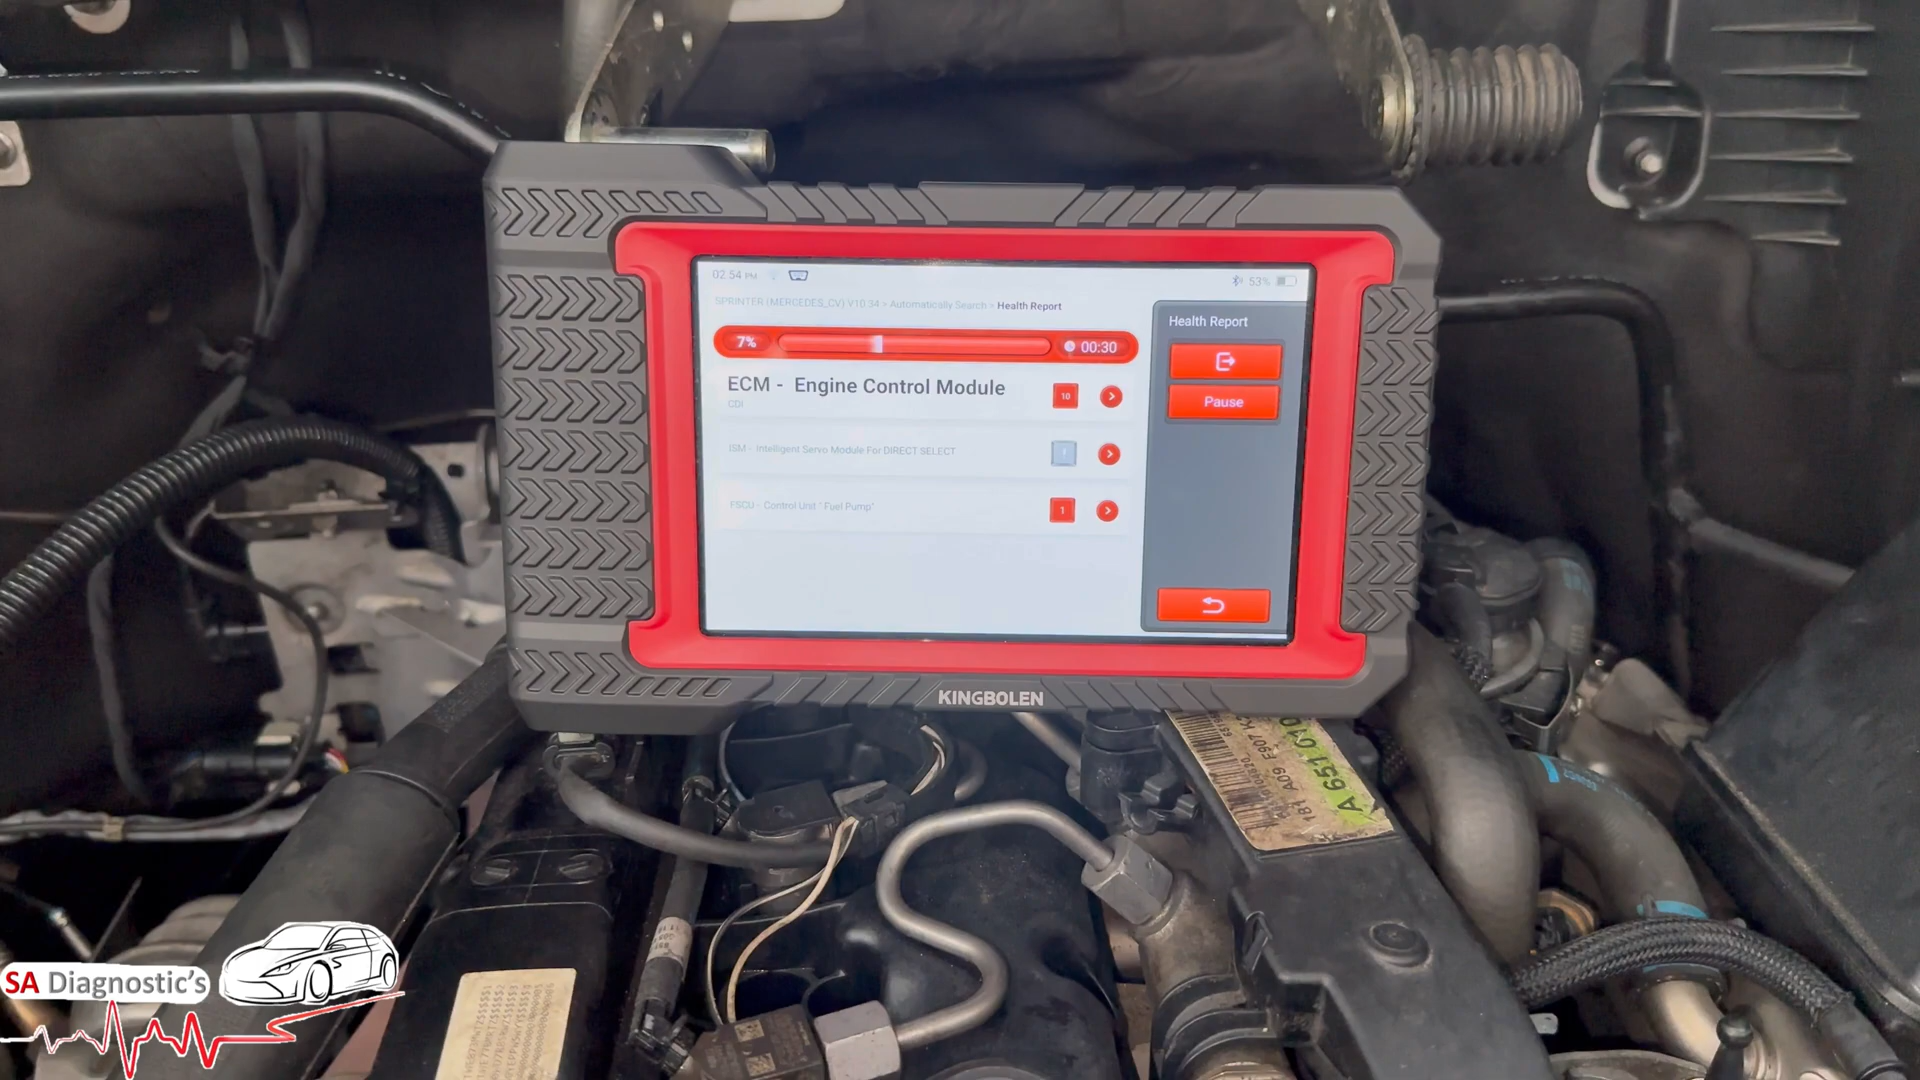 02.54 PM
53%
SPRINTER (MERCEDES_CV) V10.34 > Automatically Search > Health Report
Health Report
7%
00:30
ECM - Engine Control Module
CDI
10
Pause
ISM - Intelligent Servo Module For DIRECT SELECT
FSCU - Control Unit " Fuel Pump"
1
KINGBOLEN
A 651 010
A09 F907
SA Diagnostic's